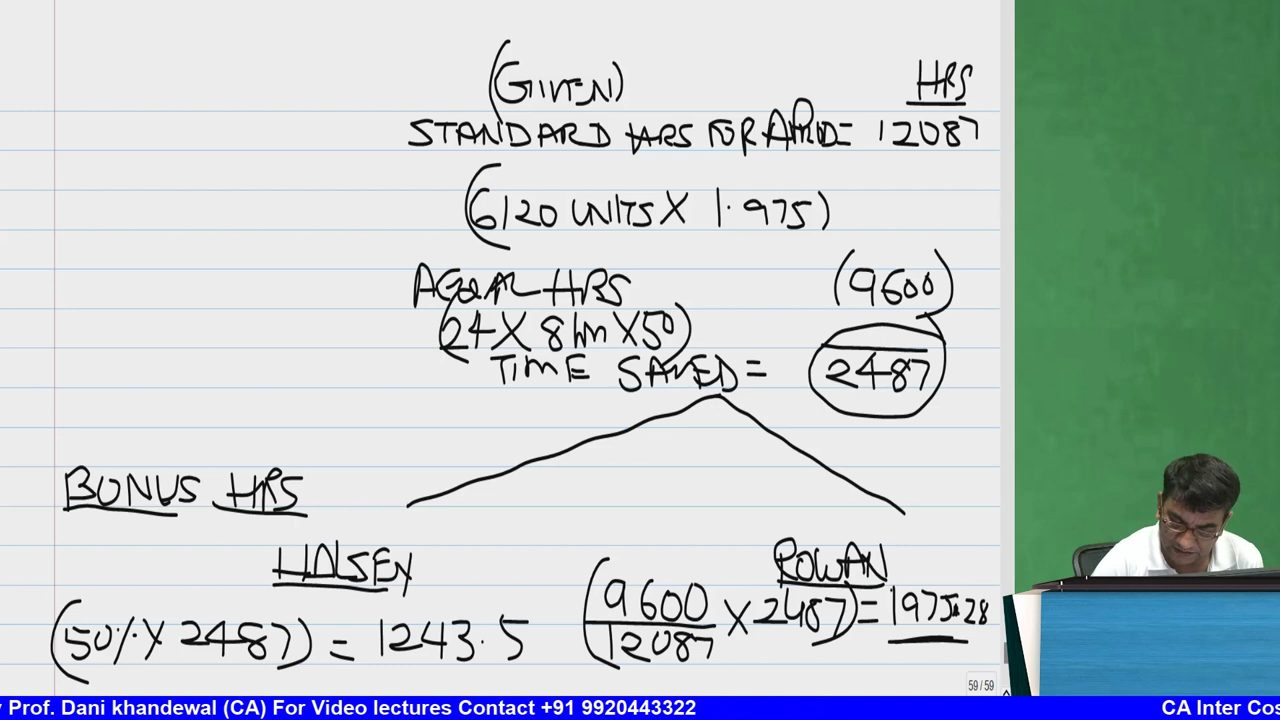 (GIVEN)
HRS
STANDARD HRS FOR APRIL = 12087
(6120 UNITS X 1.975)
ACTUAL HRS (9600)
(24 X 8 hrs X 50)
TIME SAVED = 2487
BONUS HRS
HALSEY ROWAN
(50% X 2487) = 1243.5
(9600/12087 X 2487) = 1975.28
59 / 59
y Prof. Dani khandewal (CA) For Video lectures Contact +91 9920443322 CA Inter Cos